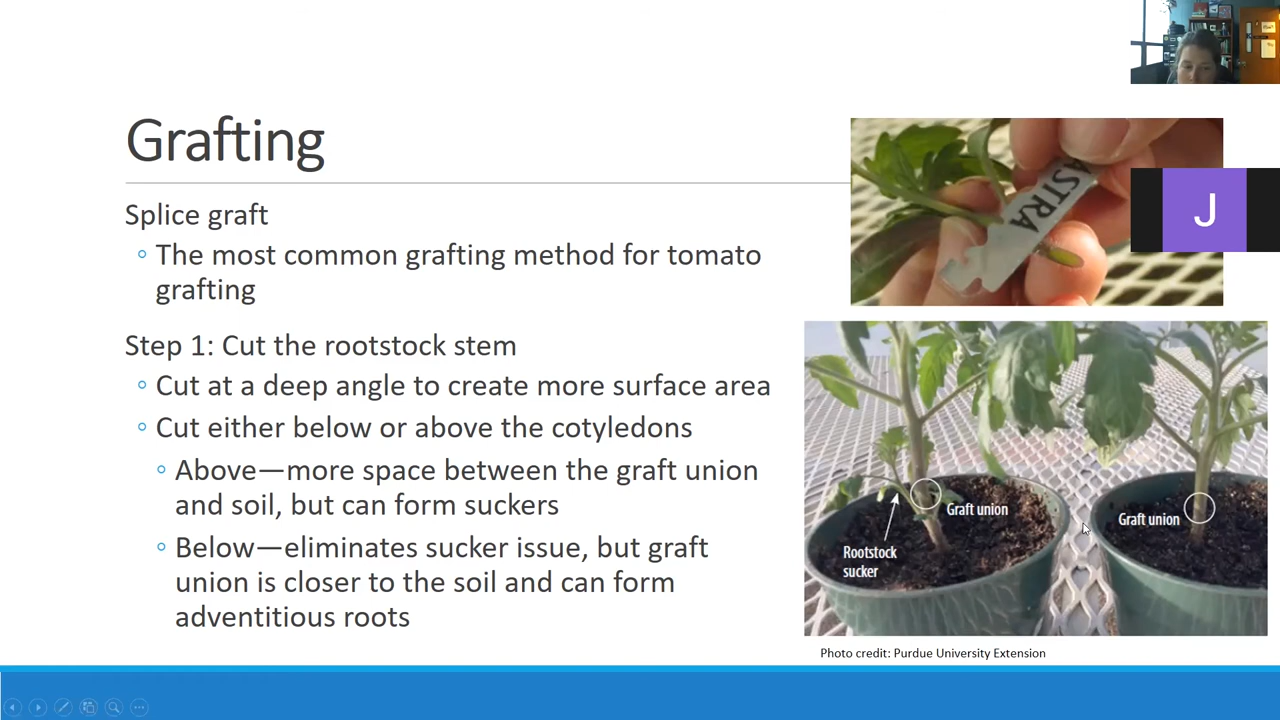 Grafting
Splice graft
◦ The most common grafting method for tomato
grafting
Step 1: Cut the rootstock stem
◦ Cut at a deep angle to create more surface area
◦ Cut either below or above the cotyledons
◦ Above—more space between the graft union
and soil, but can form suckers
◦ Below—eliminates sucker issue, but graft
union is closer to the soil and can form
adventitious roots
ASTRA
J
Graft union
Graft union
Rootstock
sucker
Photo credit: Purdue University Extension